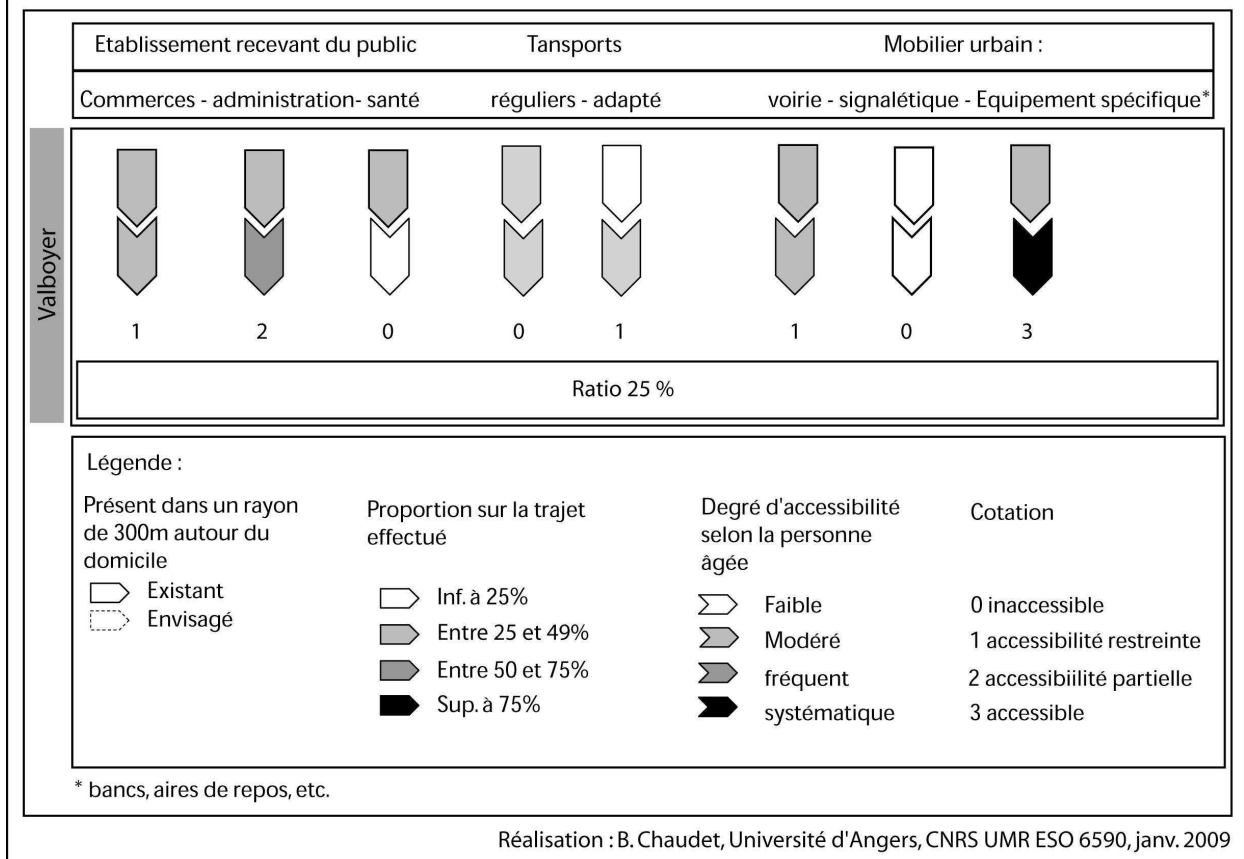 Etablissement recevant du public Tansports Mobilier urbain :
Commerces - administration- santé réguliers - adapté voirie - signalétique - Equipement spécifique*
Valboyer
1 2 0 0 1 1 0 3
Ratio 25 %
Légende :
Présent dans un rayon
de 300m autour du
domicile
Existant
Envisagé
Proportion sur la trajet
effectué
Inf. à 25%
Entre 25 et 49%
Entre 50 et 75%
Sup. à 75%
Degré d'accessibilité
selon la personne
âgée
Faible
Modéré
fréquent
systématique
Cotation
0 inaccessible
1 accessibilité restreinte
2 accessibiilité partielle
3 accessible
* bancs, aires de repos, etc.
Réalisation : B. Chaudet, Université d'Angers, CNRS UMR ESO 6590, janv. 2009